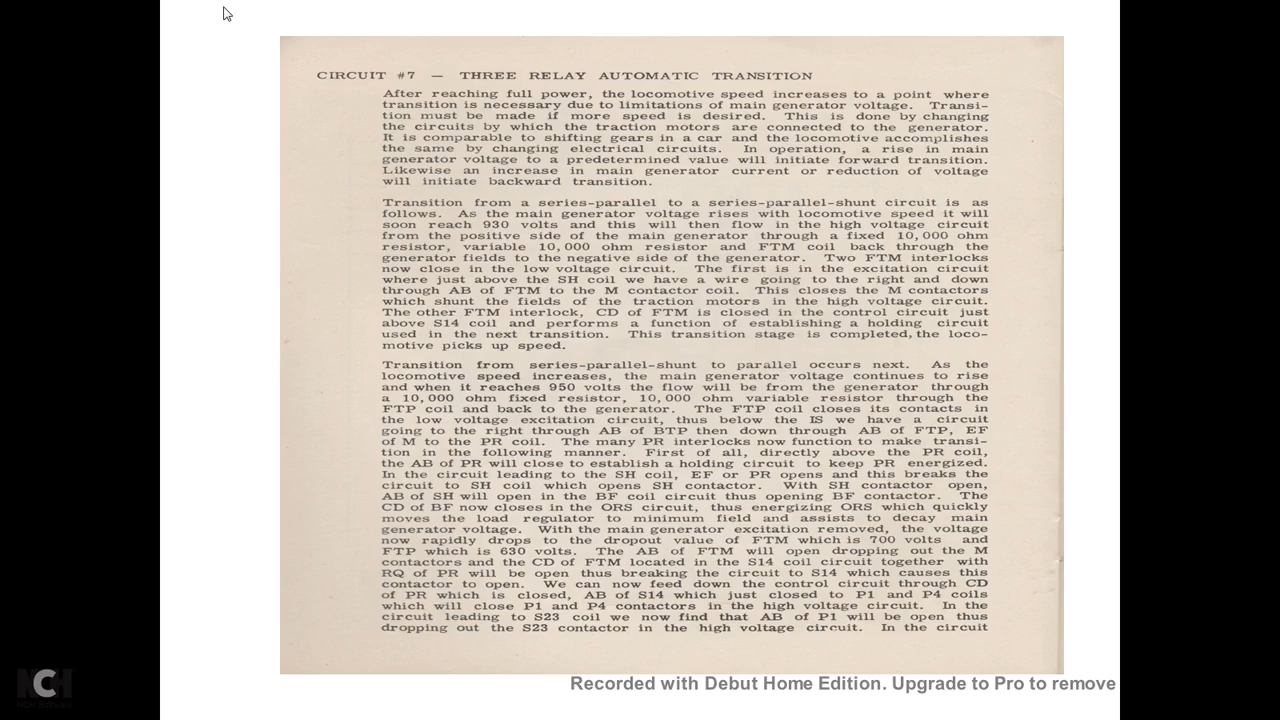 CIRCUIT #7 — THREE RELAY AUTOMATIC TRANSITION
After reaching full power, the locomotive speed increases to a point where
transition is necessary due to limitations of main generator voltage. Transi-
tion must be made if more speed is desired. This is done by changing
the circuits by which the traction motors are connected to the generator.
It is comparable to shifting gears in a car and the locomotive accomplishes
the same by changing electrical circuits. In operation, a rise in main
generator voltage to a predetermined value will initiate forward transition.
Likewise an increase in main generator current or reduction of voltage
will initiate backward transition.
Transition from a series-parallel to a series-parallel-shunt circuit is as
follows. As the main generator voltage rises with locomotive speed it will
soon reach 930 volts and this will then flow in the high voltage circuit
from the positive side of the main generator through a fixed 10,000 ohm
resistor, variable 10,000 ohm resistor and FTM coil back through the
generator fields to the negative side of the generator. Two FTM interlocks
now close in the low voltage circuit. The first is in the excitation circuit
where just above the SH coil we have a wire going to the right and down
through AB of FTM to the M contactor coil. This closes the M contactors
which shunt the fields of the traction motors in the high voltage circuit.
The other FTM interlock, CD of FTM is closed in the control circuit just
above S14 coil and performs a function of establishing a holding circuit
used in the next transition. This transition stage is completed, the loco-
motive picks up speed.
Transition from series-parallel-shunt to parallel occurs next. As the
locomotive speed increases, the main generator voltage continues to rise
and when it reaches 950 volts the flow will be from the generator through
a 10,000 ohm fixed resistor, 10,000 ohm variable resistor through the
FTP coil and back to the generator. The FTP coil closes its contacts in
the low voltage excitation circuit, thus below the IS we have a circuit
going to the right through AB of BTP then down through AB of FTP, EF
of M to the PR coil. The many PR interlocks now function to make transi-
tion in the following manner. First of all, directly above the PR coil,
the AB of PR will close to establish a holding circuit to keep PR energized.
In the circuit leading to the SH coil, EF or PR opens and this breaks the
circuit to SH coil which opens SH contactor. With SH contactor open,
AB of SH will open in the BF coil circuit thus opening BF contactor. The
CD of BF now closes in the ORS circuit, thus energizing ORS which quickly
moves the load regulator to minimum field and assists to decay main
generator voltage. With the main generator excitation removed, the voltage
now rapidly drops to the dropout value of FTM which is 700 volts and
FTP which is 630 volts. The AB of FTM will open dropping out the M
contactors and the CD of FTM located in the S14 coil circuit together with
RQ of PR will be open thus breaking the circuit to S14 which causes this
contactor to open. We can now feed down the control circuit through CD
of PR which is closed, AB of S14 which just closed to P1 and P4 coils
which will close P1 and P4 contactors in the high voltage circuit. In the
circuit leading to S23 coil we now find that AB of P1 will be open thus
dropping out the S23 contactor in the high voltage circuit. In the circuit
NCH
Recorded with Debut Home Edition. Upgrade to Pro to remove